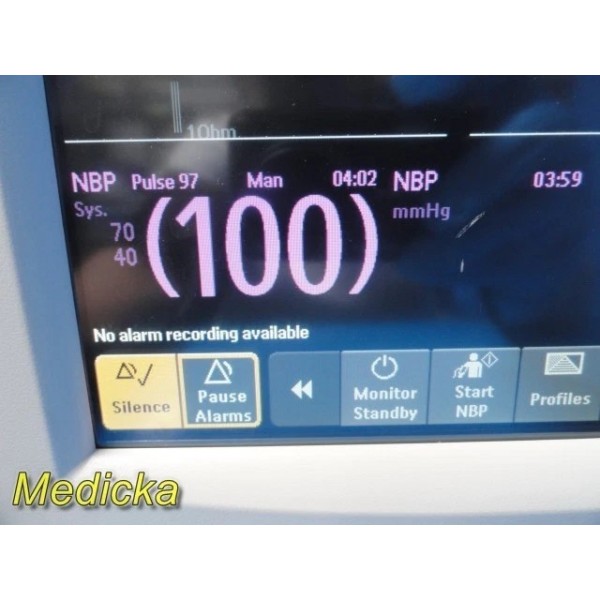 1Ohm
NBP Pulse 97 Man 04:02 NBP 03:59
Sys. (100) mmHg
70
40
No alarm recording available
Silence
Pause Alarms
Monitor Standby
Start NBP
Profiles
Medicka